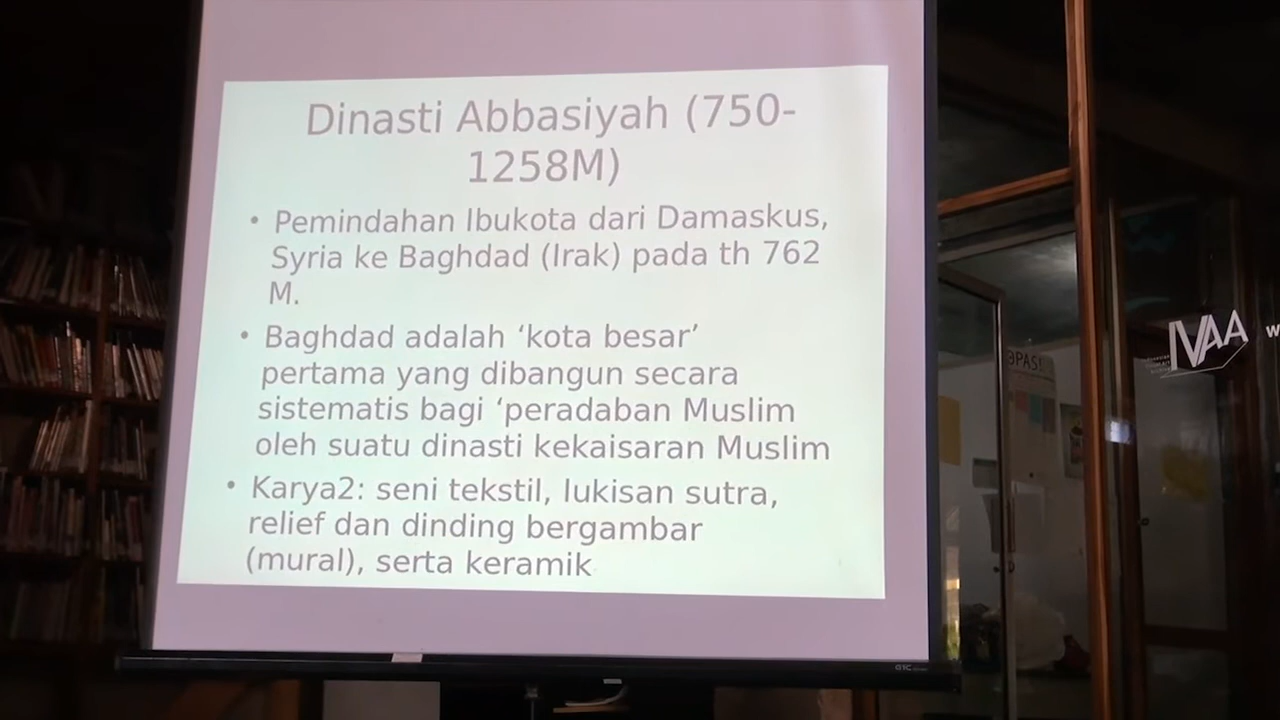 Dinasti Abbasiyah (750-
1258M)
• Pemindahan Ibukota dari Damaskus,
Syria ke Baghdad (Irak) pada th 762
M.
• Baghdad adalah ‘kota besar’
pertama yang dibangun secara
sistematis bagi ‘peradaban Muslim
oleh suatu dinasti kekaisaran Muslim
• Karya2: seni tekstil, lukisan sutra,
relief dan dinding bergambar
(mural), serta keramik
IVAA